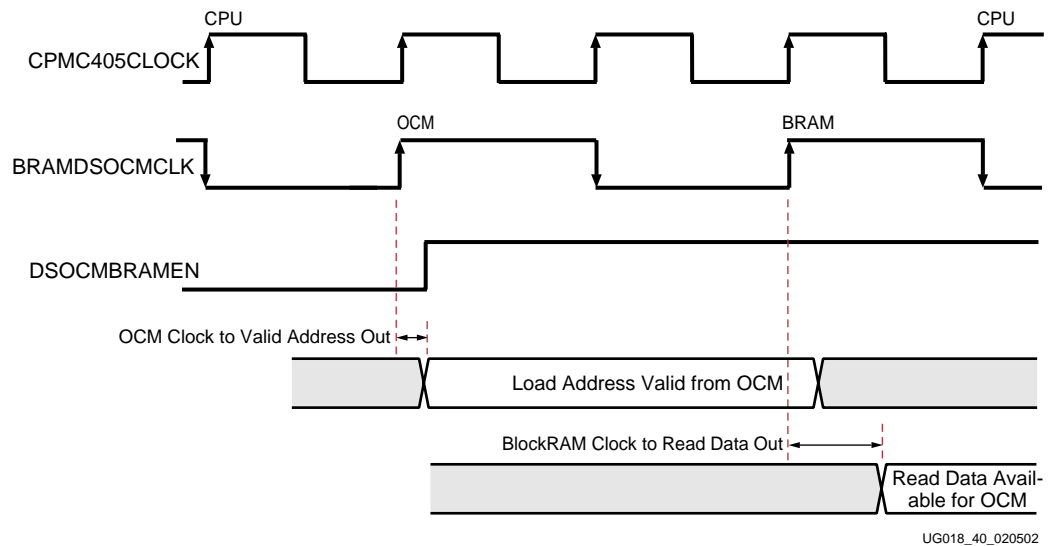 CPU
CPU
CPMC405CLOCK
OCM
BRAM
BRAMDSOCMCLK
DSOCMBRAMEN
OCM Clock to Valid Address Out
Load Address Valid from OCM
BlockRAM Clock to Read Data Out
Read Data Avail-
able for OCM
UG018_40_020502